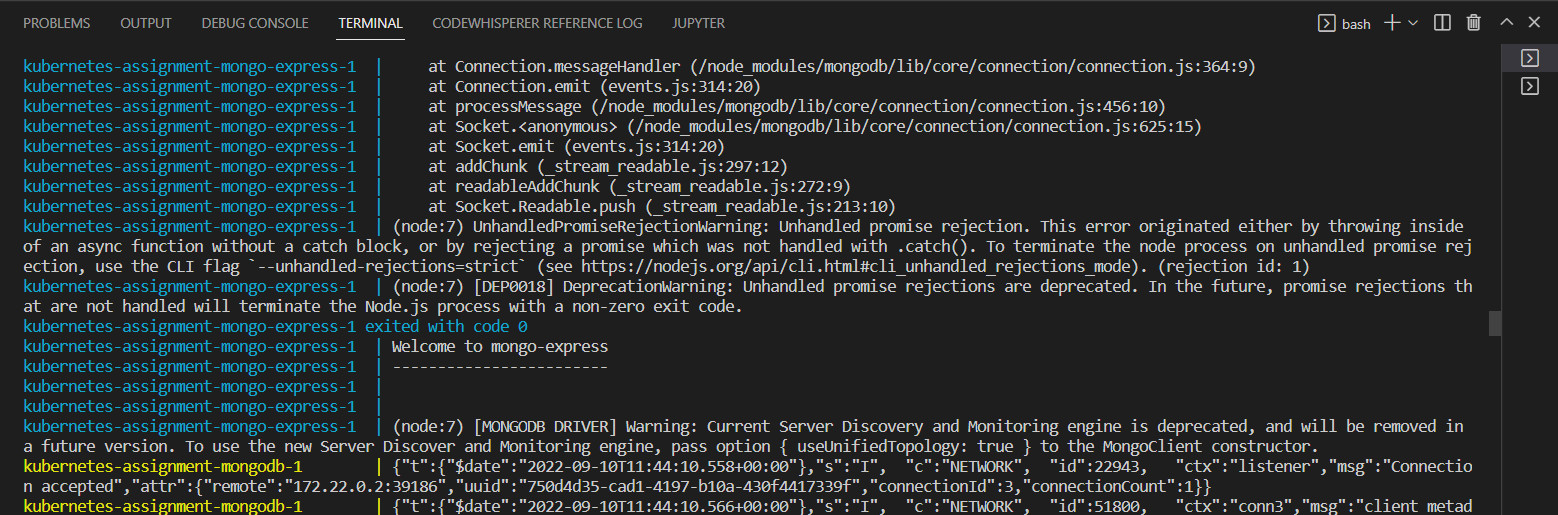 PROBLEMS OUTPUT DEBUG CONSOLE TERMINAL CODEWHISPERER REFERENCE LOG JUPYTER bash
kubernetes-assignment-mongo-express-1 | at Connection.messageHandler (/node_modules/mongodb/lib/core/connection/connection.js:364:9)
kubernetes-assignment-mongo-express-1 | at Connection.emit (events.js:314:20)
kubernetes-assignment-mongo-express-1 | at processMessage (/node_modules/mongodb/lib/core/connection/connection.js:456:10)
kubernetes-assignment-mongo-express-1 | at Socket.<anonymous> (/node_modules/mongodb/lib/core/connection/connection.js:625:15)
kubernetes-assignment-mongo-express-1 | at Socket.emit (events.js:314:20)
kubernetes-assignment-mongo-express-1 | at addChunk (_stream_readable.js:297:12)
kubernetes-assignment-mongo-express-1 | at readableAddChunk (_stream_readable.js:272:9)
kubernetes-assignment-mongo-express-1 | at Socket.Readable.push (_stream_readable.js:213:10)
kubernetes-assignment-mongo-express-1 | (node:7) UnhandledPromiseRejectionWarning: Unhandled promise rejection. This error originated either by throwing inside
of an async function without a catch block, or by rejecting a promise which was not handled with .catch(). To terminate the node process on unhandled promise rej
ection, use the CLI flag `--unhandled-rejections=strict` (see https://nodejs.org/api/cli.html#cli_unhandled_rejections_mode). (rejection id: 1)
kubernetes-assignment-mongo-express-1 | (node:7) [DEP0018] DeprecationWarning: Unhandled promise rejections are deprecated. In the future, promise rejections th
at are not handled will terminate the Node.js process with a non-zero exit code.
kubernetes-assignment-mongo-express-1 exited with code 0
kubernetes-assignment-mongo-express-1 | Welcome to mongo-express
kubernetes-assignment-mongo-express-1 | ------------------------
kubernetes-assignment-mongo-express-1 |
kubernetes-assignment-mongo-express-1 |
kubernetes-assignment-mongo-express-1 | (node:7) [MONGODB DRIVER] Warning: Current Server Discovery and Monitoring engine is deprecated, and will be removed in
a future version. To use the new Server Discover and Monitoring engine, pass option { useUnifiedTopology: true } to the MongoClient constructor.
kubernetes-assignment-mongodb-1 | {"t":{"$date":"2022-09-10T11:44:10.558+00:00"},"s":"I", "c":"NETWORK", "id":22943, "ctx":"listener","msg":"Connectio
n accepted","attr":{"remote":"172.22.0.2:39186","uuid":"750d4d35-cad1-4197-b10a-430f4417339f","connectionId":3,"connectionCount":1}}
kubernetes-assignment-mongodb-1 | {"t":{"$date":"2022-09-10T11:44:10.566+00:00"},"s":"I", "c":"NETWORK", "id":51800, "ctx":"conn3","msg":"client metad